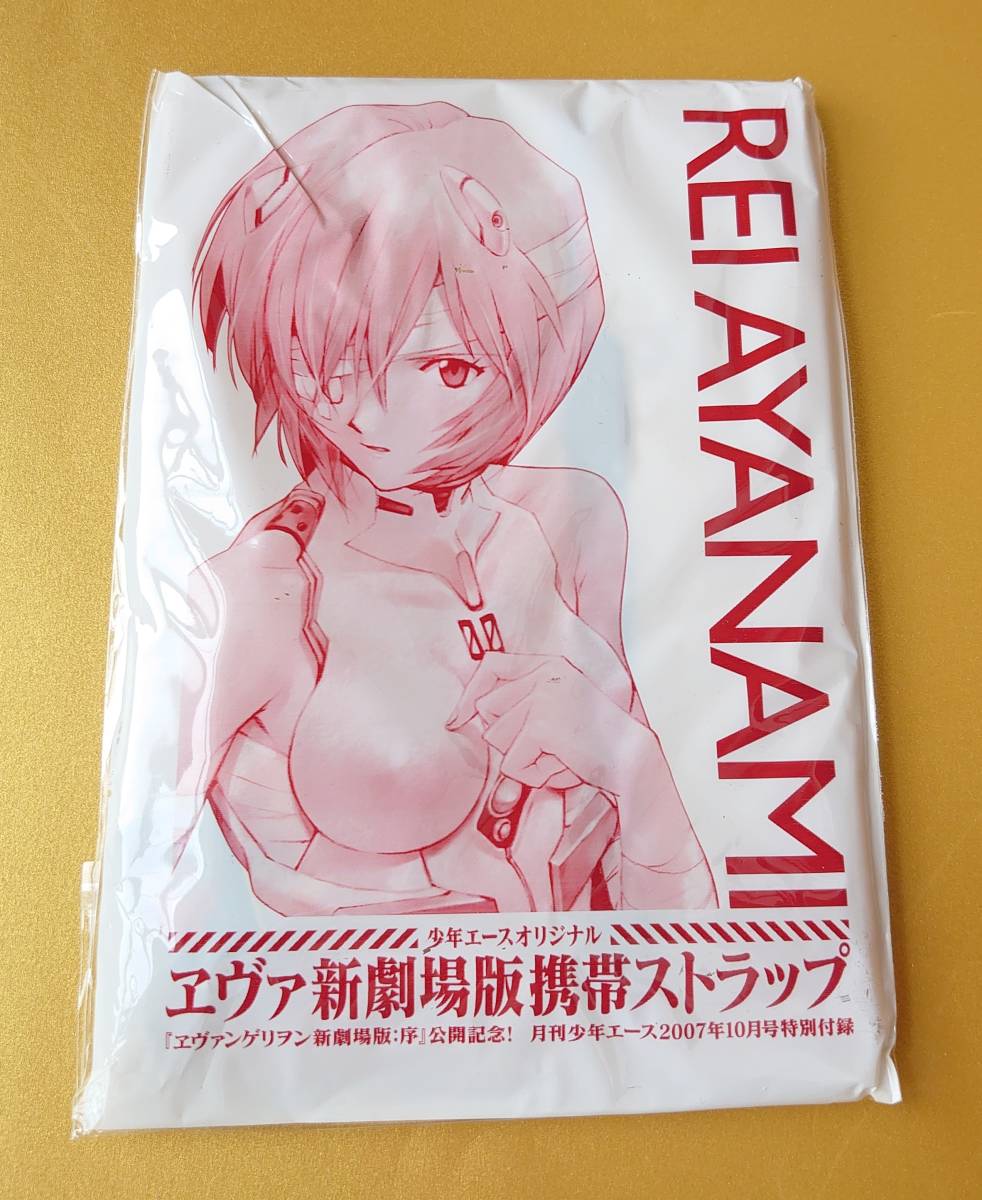 REI AYANAMI
00
少年エースオリジナル
ヱヴァ新劇場版携帯ストラップ
『ヱヴァンゲリヲン新劇場版:序』公開記念! 月刊少年エース2007年10月号特別付録